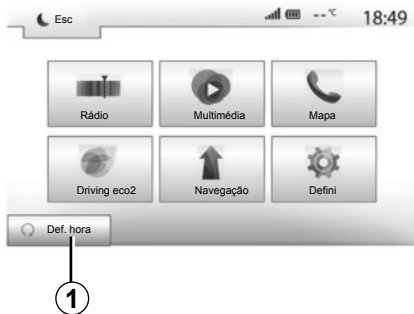 Esc
--°C
18:49
Rádio
Multimédia
Mapa
Driving eco2
Navegação
Defini
Def. hora
1